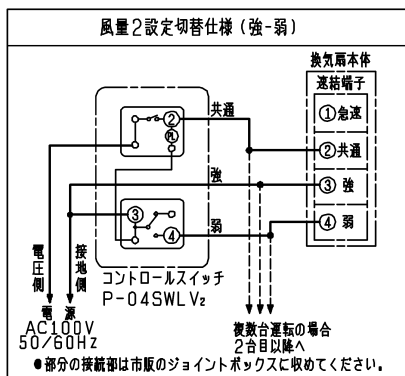 風量2設定切替仕様(強-弱)
換気扇本体
速結端子
①急速
②共通
③ 強
④ 弱
共通
②
PL
強
③
④
弱
電圧側
接地側
コントロールスイッチ
P-04SWLV₂
電源
AC100V
50/60Hz
複数台運転の場合
2台目以降へ
●部分の接続部は市販のジョイントボックスに収めてください。